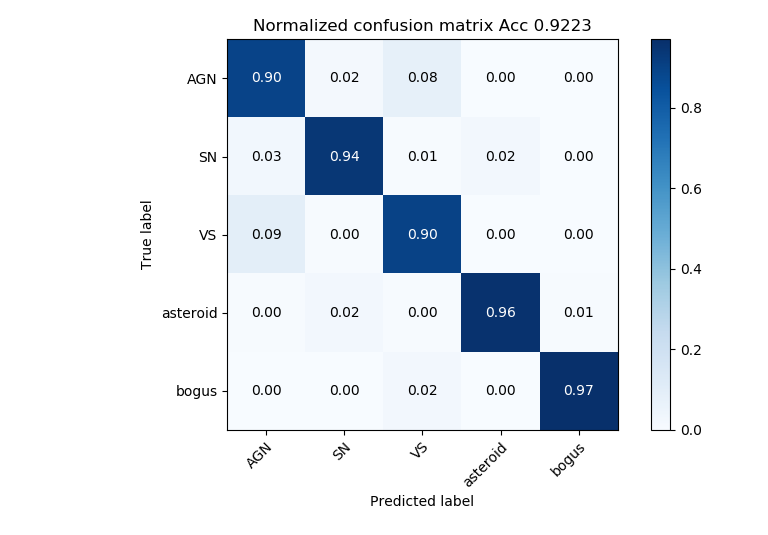 Normalized confusion matrix Acc 0.9223
AGN 0.90 0.02 0.08 0.00 0.00
SN 0.03 0.94 0.01 0.02 0.00
VS 0.09 0.00 0.90 0.00 0.00
asteroid 0.00 0.02 0.00 0.96 0.01
bogus 0.00 0.00 0.02 0.00 0.97
True label
AGN SN VS asteroid bogus
Predicted label
0.8
0.6
0.4
0.2
0.0